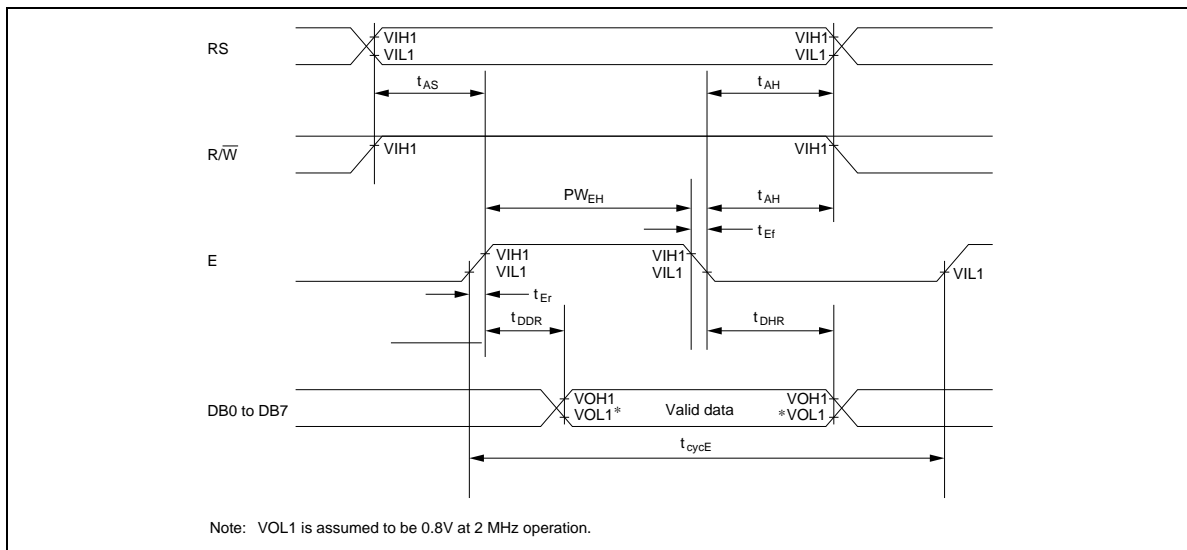 RS
VIH1
VIL1
VIH1
VIL1
tAS
tAH
R/W̅
VIH1
VIH1
PWEH
tAH
tEf
E
VIH1
VIL1
VIH1
VIL1
VIL1
tEr
tDDR
tDHR
DB0 to DB7
VOH1
VOL1*
Valid data
VOH1
*VOL1
tcycE
Note: VOL1 is assumed to be 0.8V at 2 MHz operation.